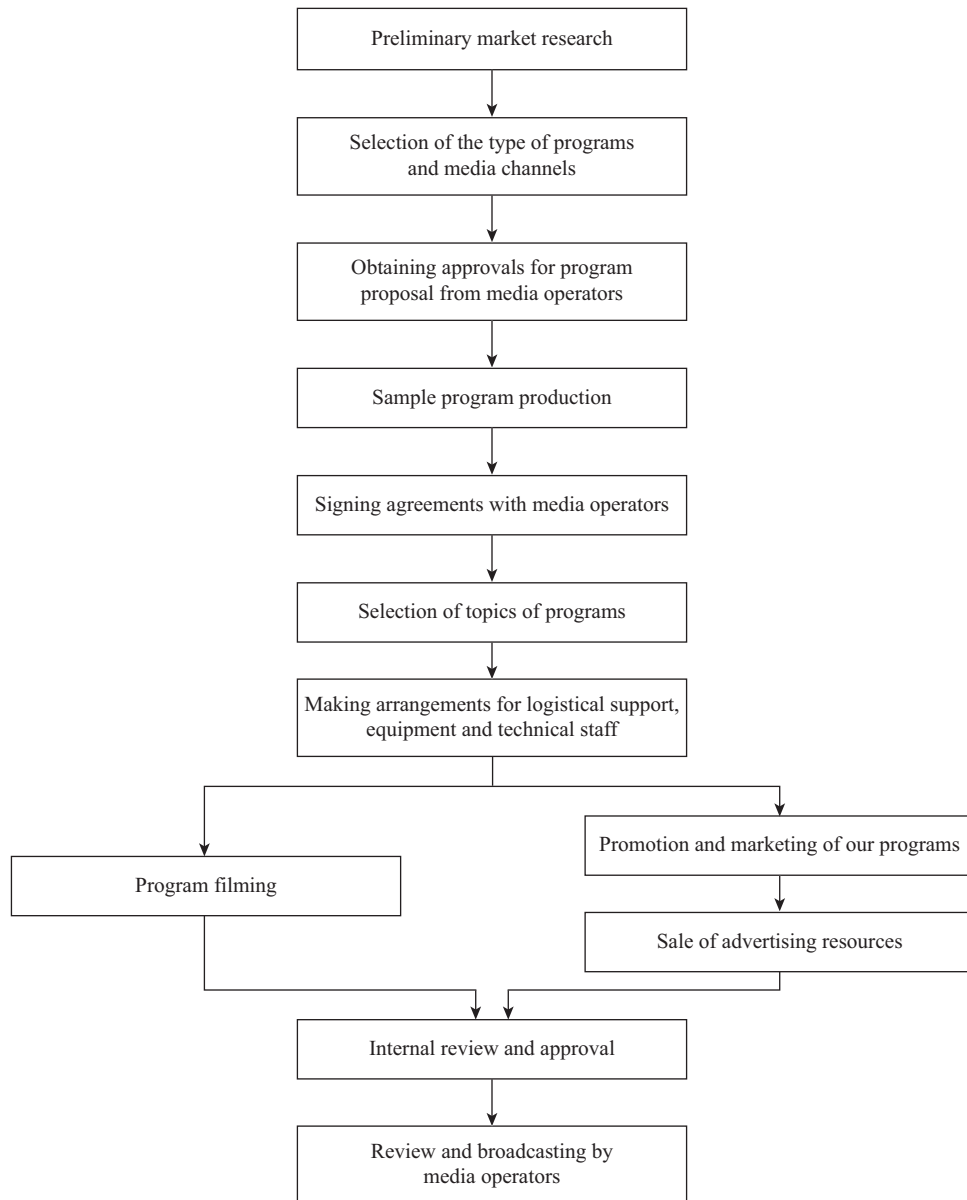 Preliminary market research
Selection of the type of programs
and media channels
Obtaining approvals for program
proposal from media operators
Sample program production
Signing agreements with media operators
Selection of topics of programs
Making arrangements for logistical support,
equipment and technical staff
Program filming
Promotion and marketing of our programs
Sale of advertising resources
Internal review and approval
Review and broadcasting by
media operators